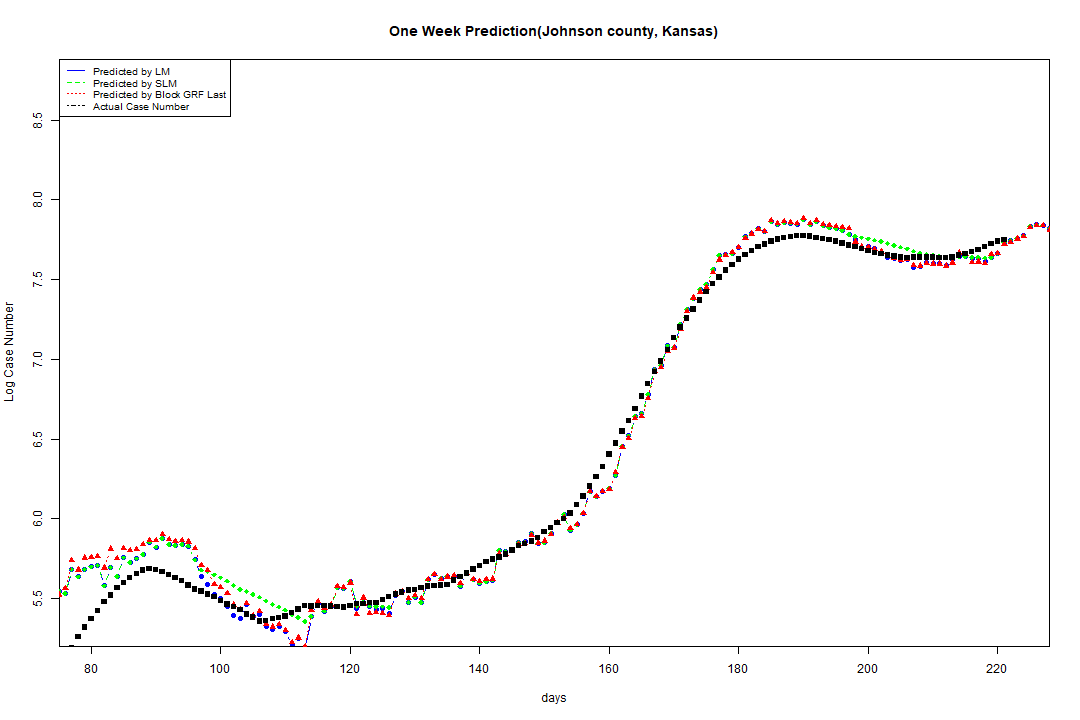 One Week Prediction(Johnson county, Kansas)
Predicted by LM
Predicted by SLM
Predicted by Block GRF Last
Actual Case Number
8.5
8.0
7.5
7.0
6.5
6.0
5.5
Log Case Number
80 100 120 140 160 180 200 220
days